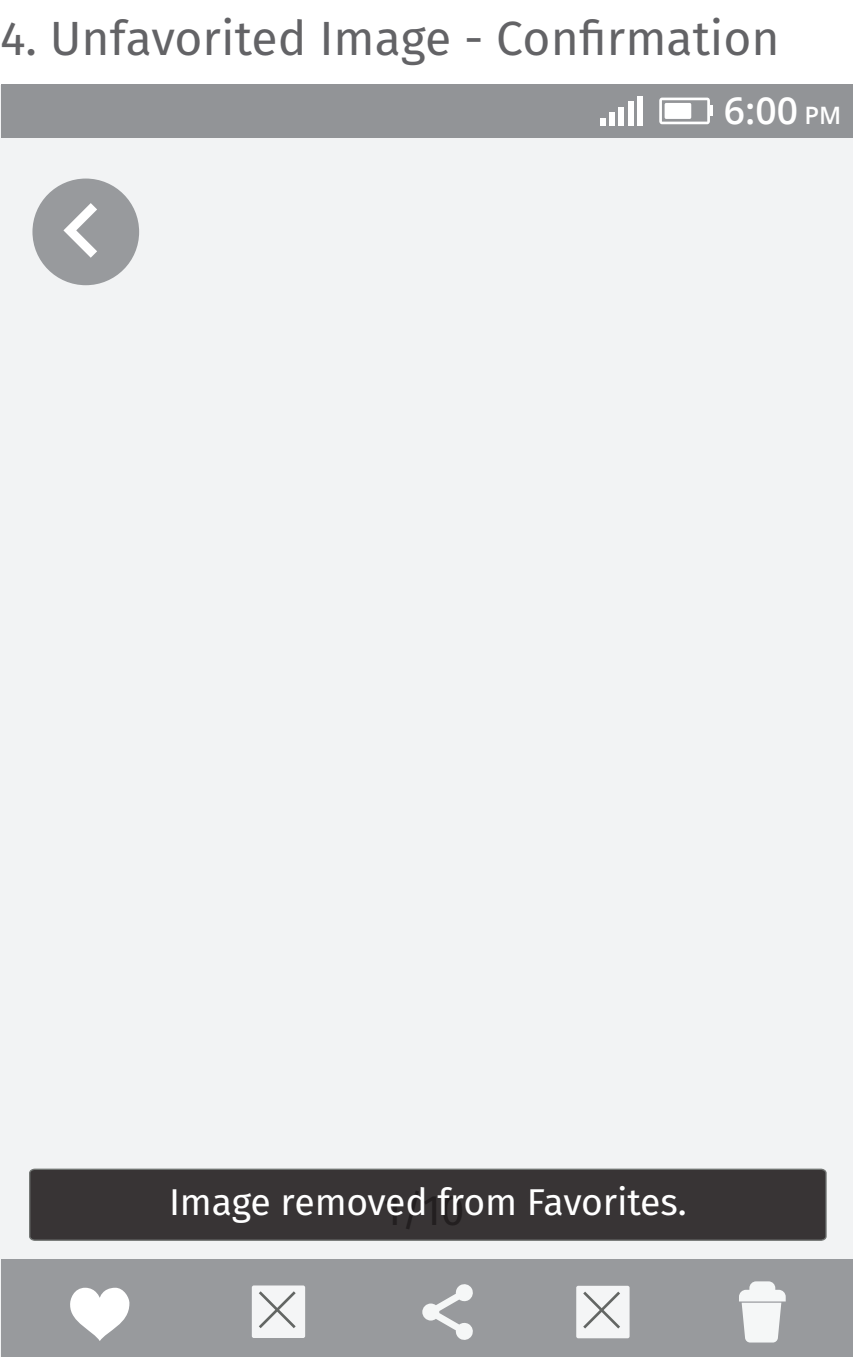 4. Unfavorited Image - Confirmation
6:00 PM
Image removed from Favorites.